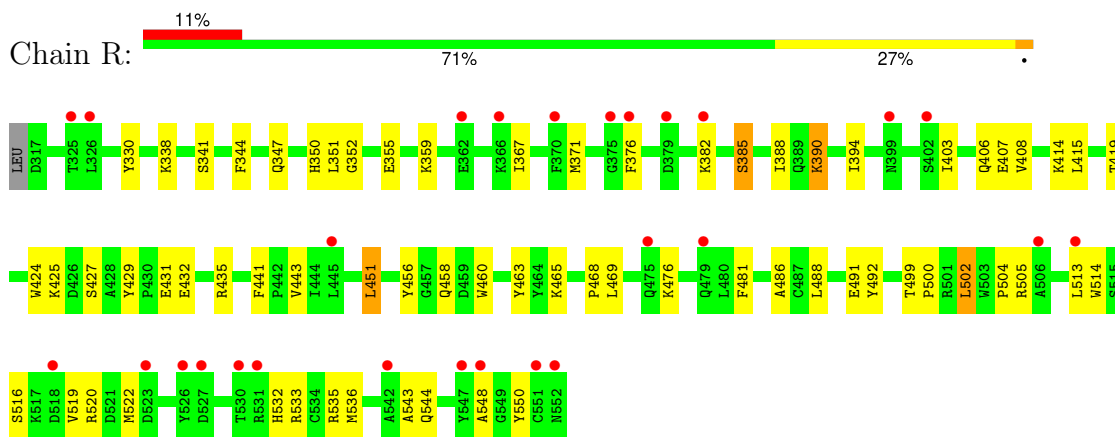 11%
Chain R:
71% 27% •
LEU D317 T325 L326 Y330 K338 S341 F344 Q347 H350 L351 G352 E355 K359 E362 K366 I367 F370 M371 G375 F376 D379 K382 S385 I388 Q389 K390 I394 N399 S402 I403 Q406 E407 V408 K414 L415 T419
W424 K425 D426 S427 A428 Y429 P430 E431 E432 R435 F441 P442 V443 I444 L445 L451 Y456 G457 Q458 D459 W460 Y463 Y464 K465 P468 L469 Q475 K476 Q479 L480 F481 A486 C487 L488 E491 Y492 T499 P500 R501 L502 W503 P504 R505 A506 L513 W514 S515
S516 K517 D518 V519 R520 D521 M522 D523 Y526 D527 T530 R531 H532 R533 C534 R535 M536 A542 A543 Q544 Y547 A548 G549 Y550 C551 N552